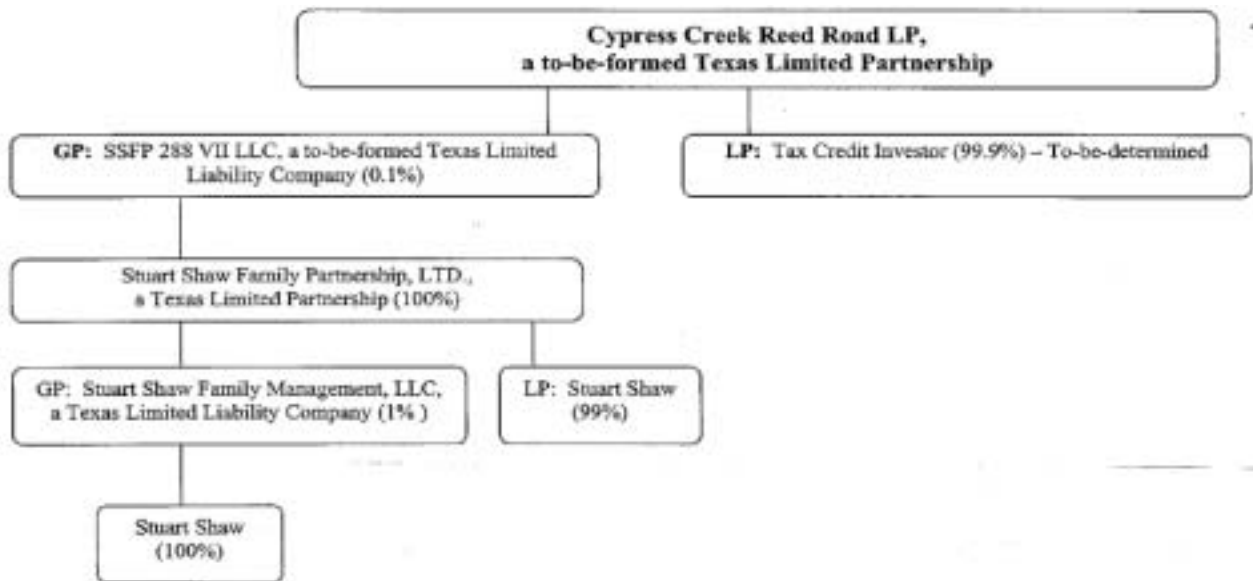 Cypress Creek Reed Road LP,
a to-be-formed Texas Limited Partnership
GP: SSFP 288 VII LLC, a to-be-formed Texas Limited
Liability Company (0.1%)
LP: Tax Credit Investor (99.9%) – To-be-determined
Stuart Shaw Family Partnership, LTD.,
a Texas Limited Partnership (100%)
GP: Stuart Shaw Family Management, LLC,
a Texas Limited Liability Company (1% )
LP: Stuart Shaw
(99%)
Stuart Shaw
(100%)